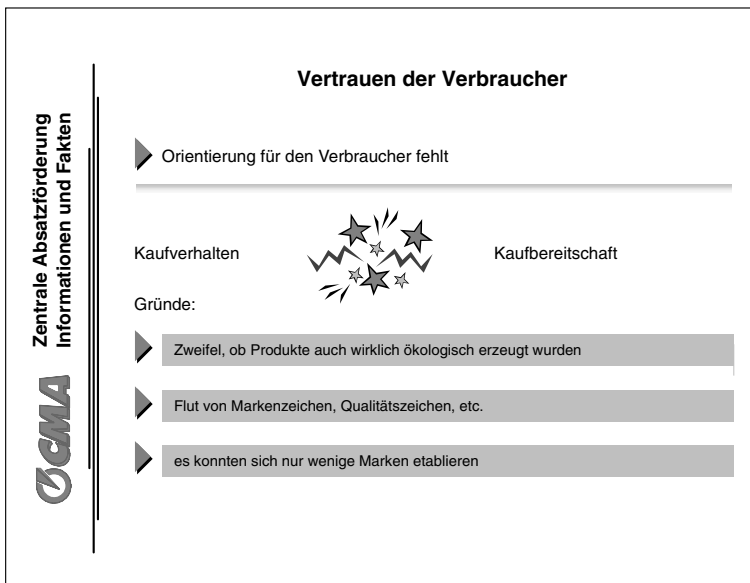 Vertrauen der Verbraucher
Zentrale Absatzförderung
Informationen und Fakten
CMA
Orientierung für den Verbraucher fehlt
Kaufverhalten
Kaufbereitschaft
Gründe:
Zweifel, ob Produkte auch wirklich ökologisch erzeugt wurden
Flut von Markenzeichen, Qualitätszeichen, etc.
es konnten sich nur wenige Marken etablieren